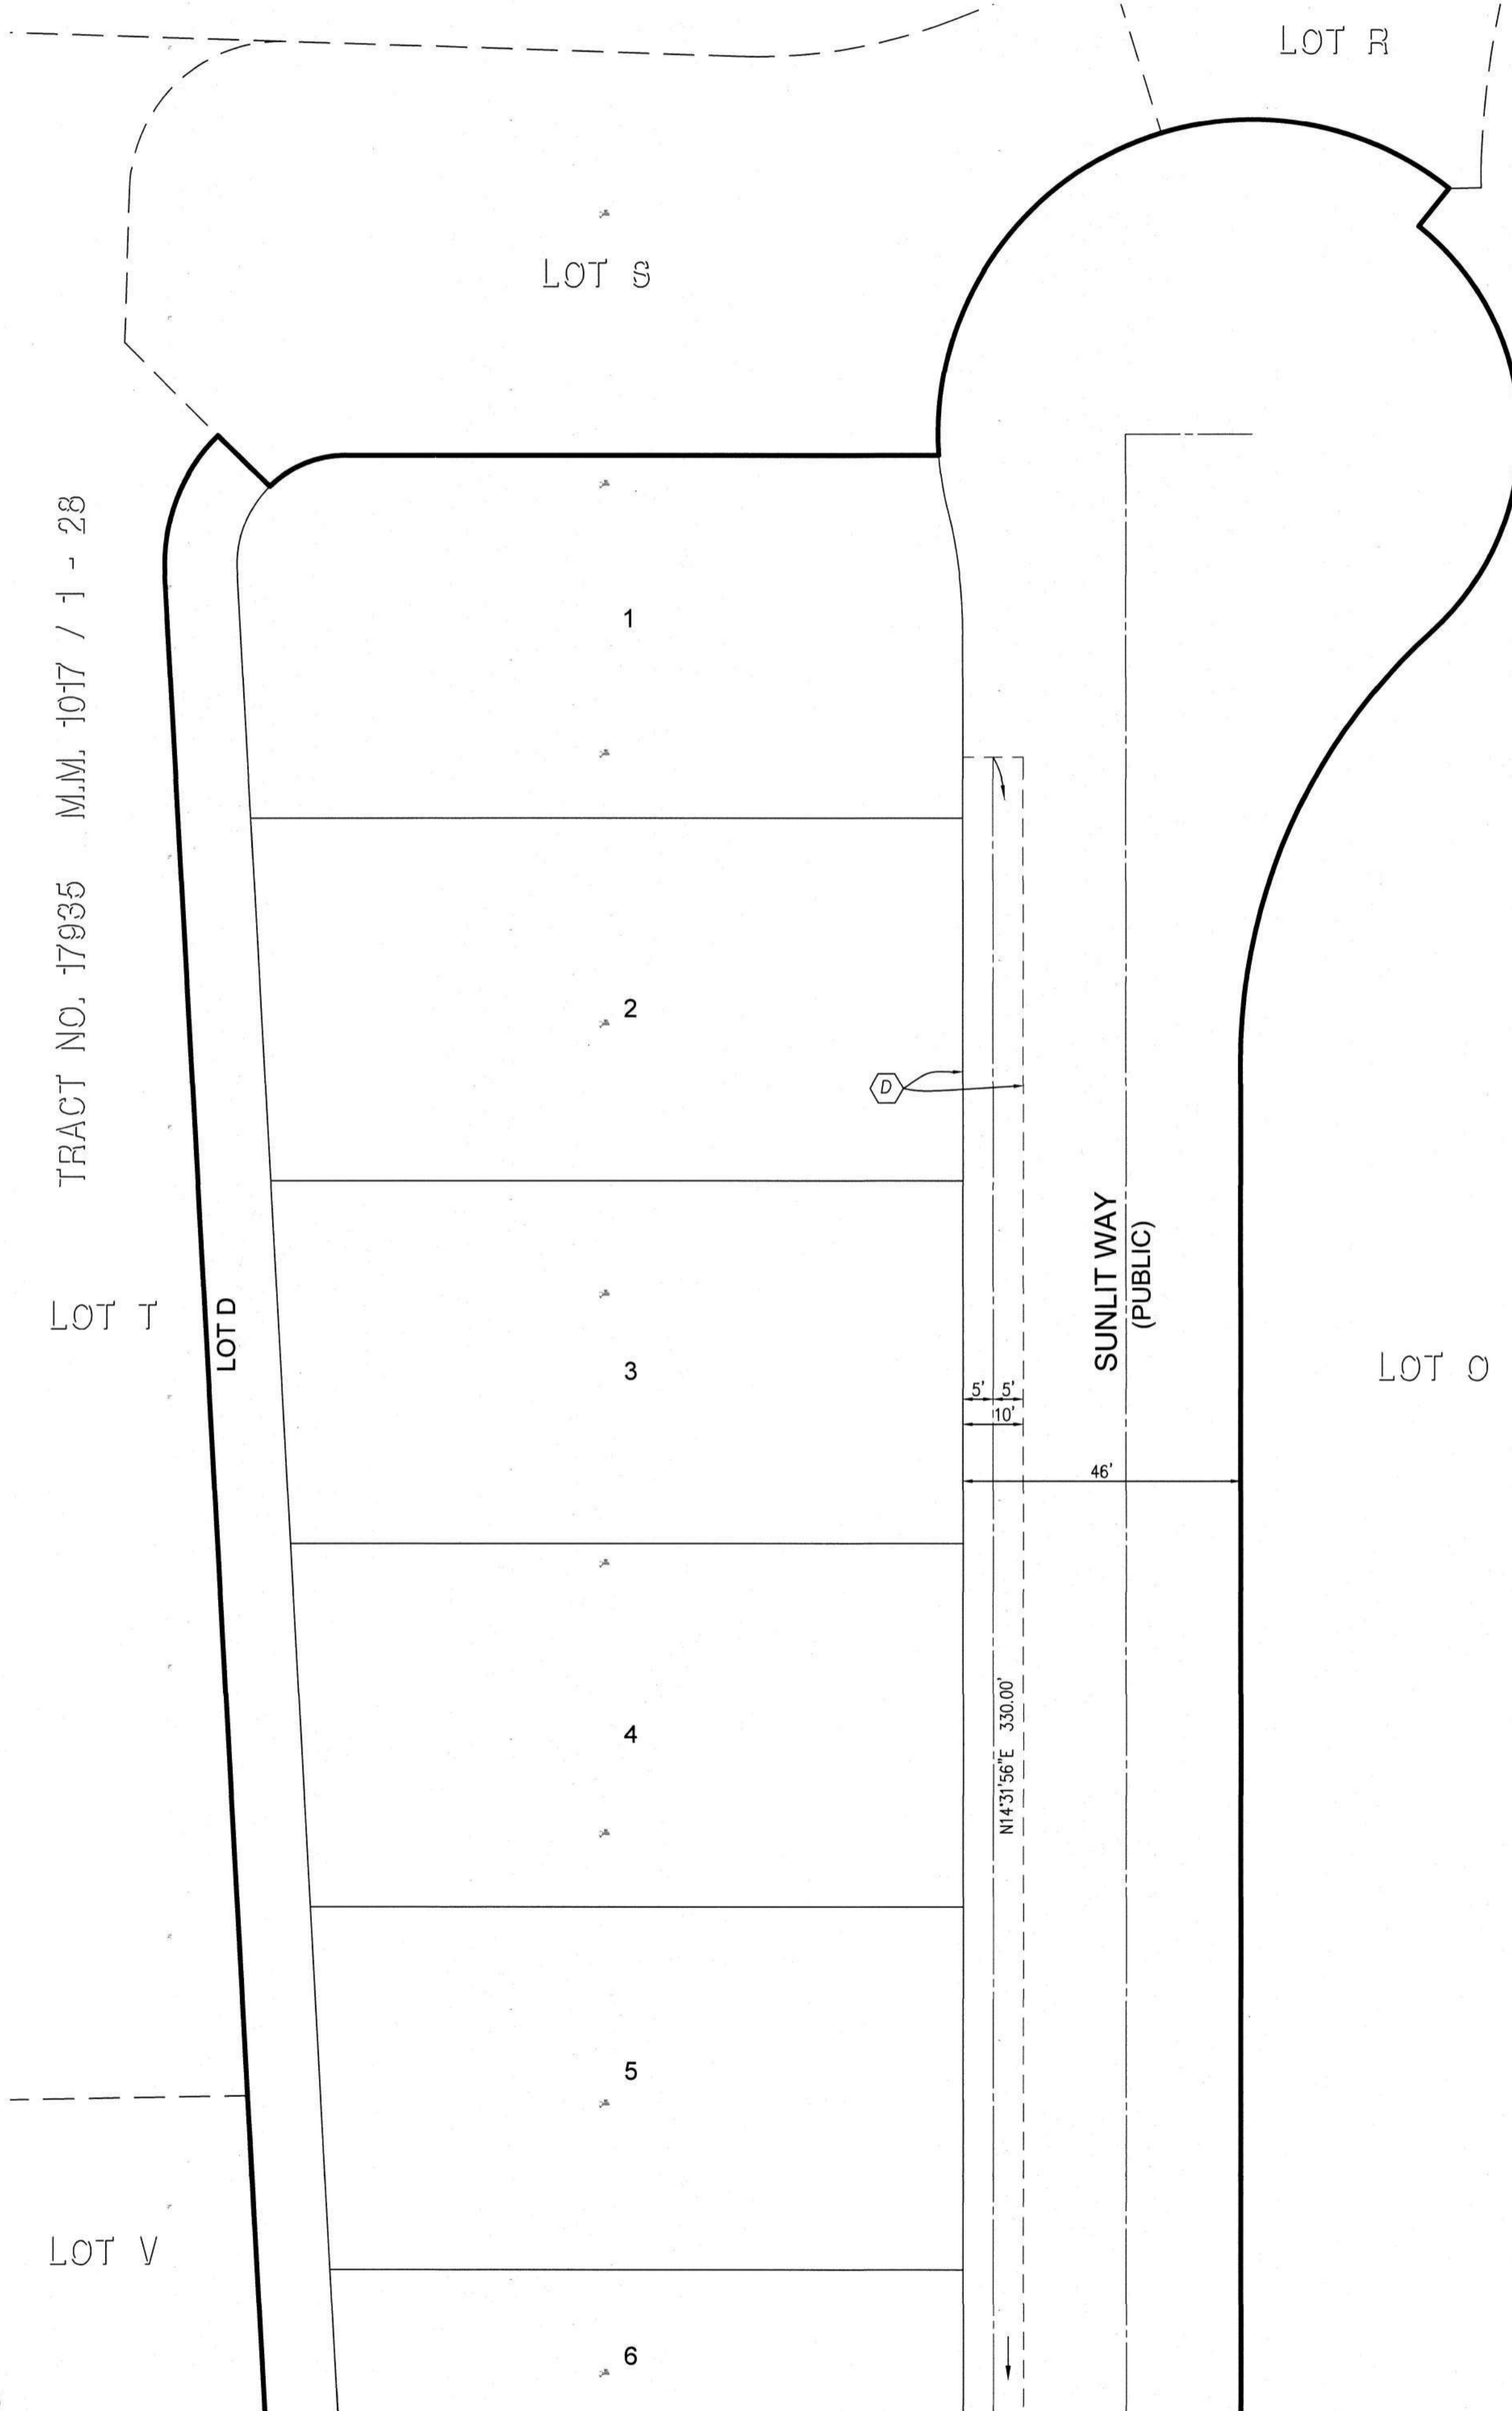 LOT R
LOT S
TRACT NO. 17935 M.M. 1017 / 1 - 28
1
2
D
SUNLIT WAY
(PUBLIC)
LOT T
LOT D
3
LOT O
5' 5'
10'
46'
4
N14°31'56"E 330.00'
5
LOT V
6